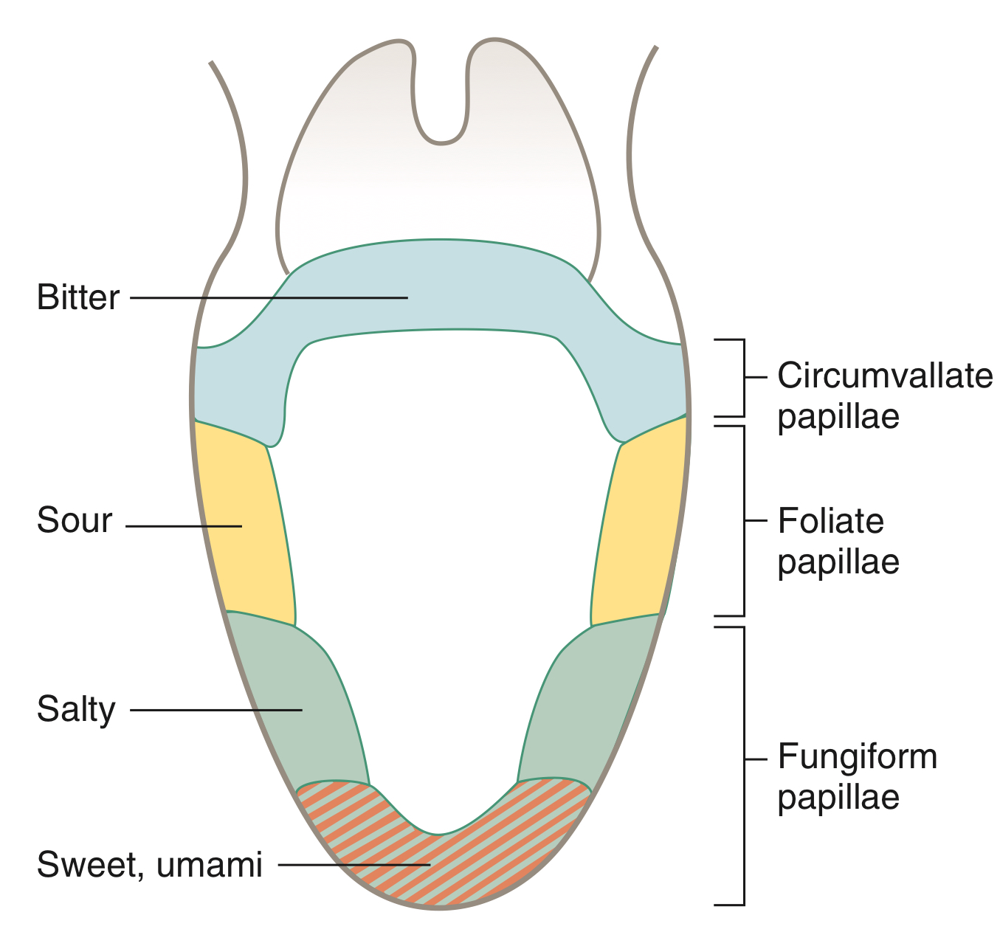 Bitter
Circumvallate
papillae
Sour
Foliate
papillae
Salty
Fungiform
papillae
Sweet, umami